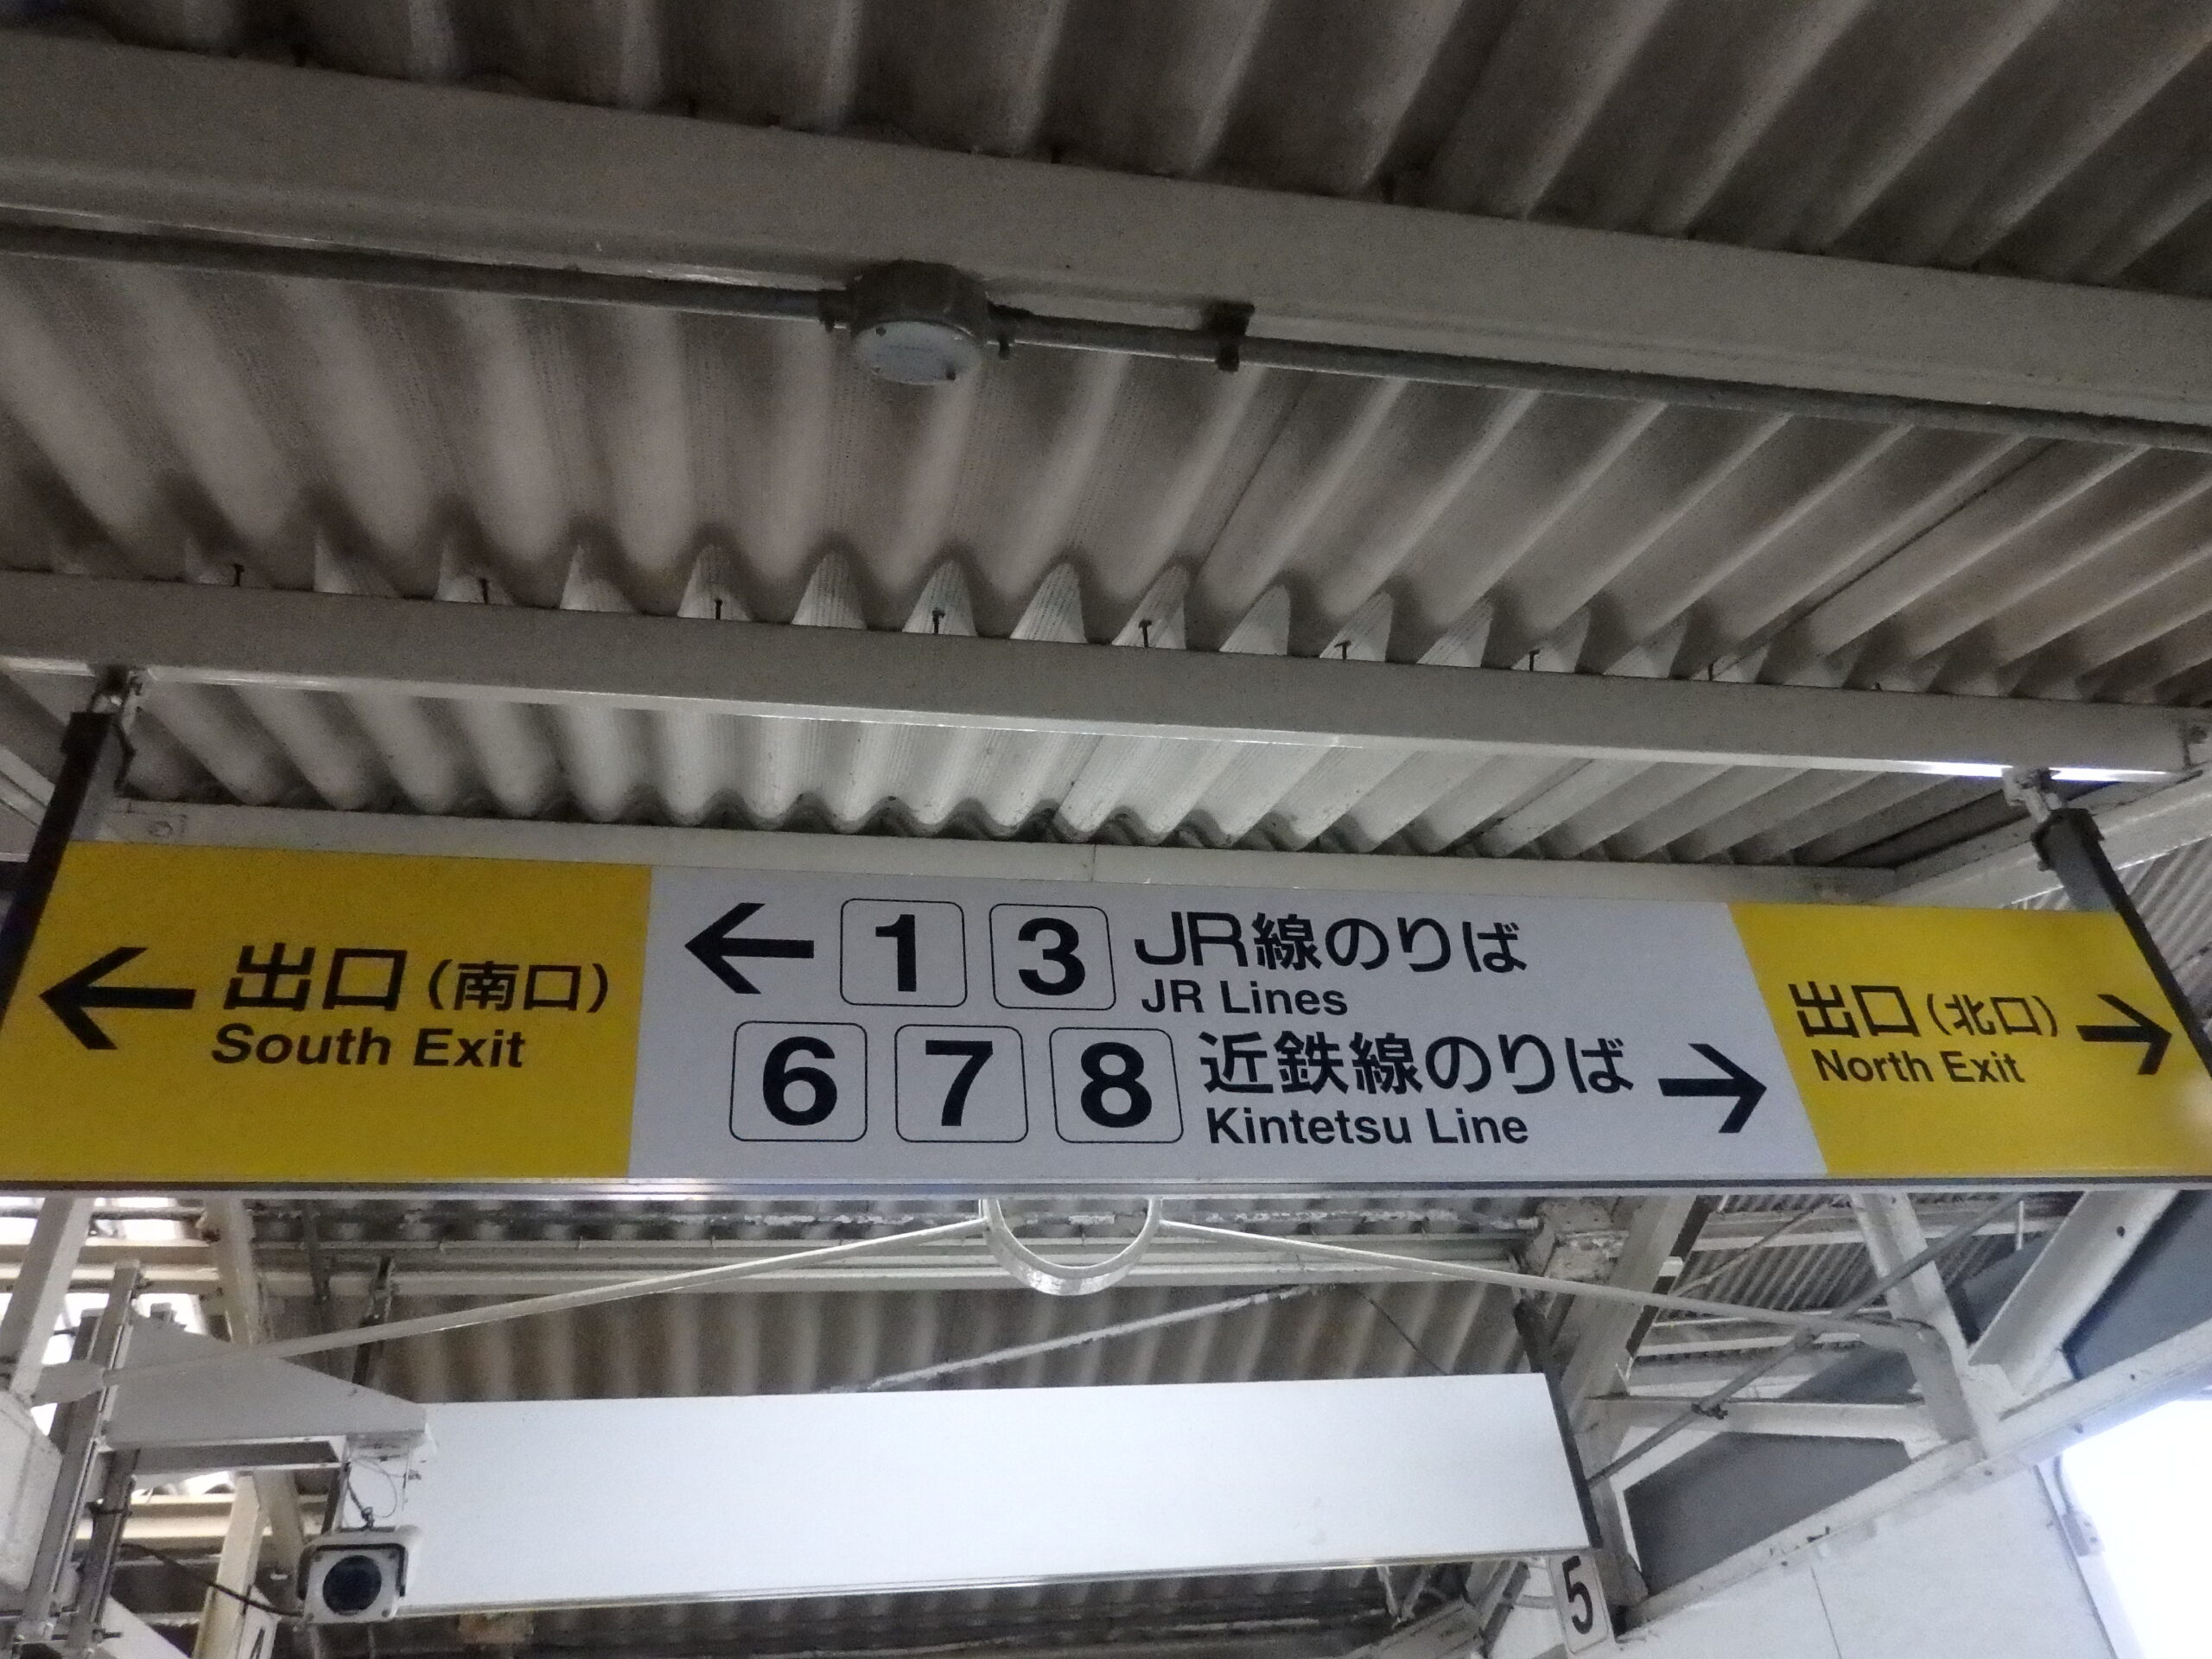 ← 出口（南口）
South Exit
← 1 3 JR線のりば
JR Lines
6 7 8 近鉄線のりば →
Kintetsu Line
出口（北口） →
North Exit
5